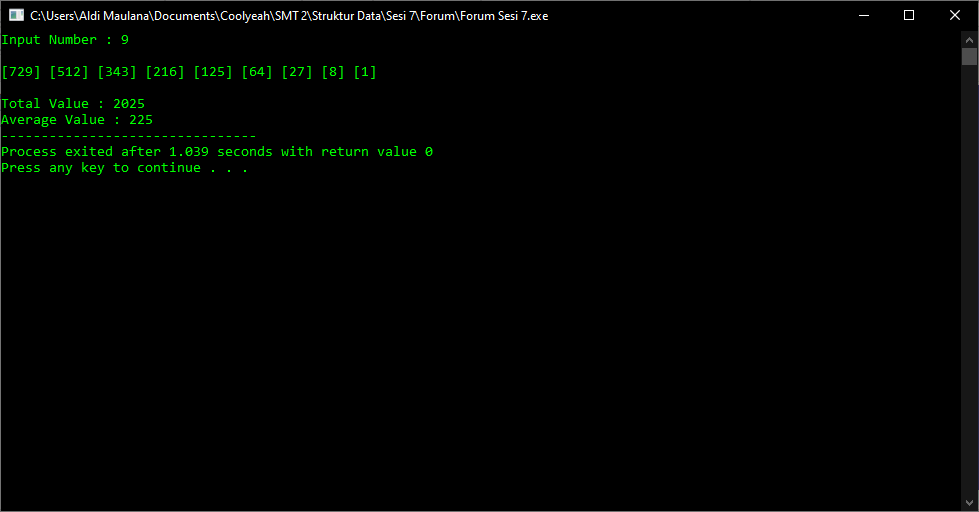 C:\Users\Aldi Maulana\Documents\Coolyeah\SMT 2\Struktur Data\Sesi 7\Forum\Forum Sesi 7.exe
Input Number : 9
[729] [512] [343] [216] [125] [64] [27] [8] [1]
Total Value : 2025
Average Value : 225
--------------------------------
Process exited after 1.039 seconds with return value 0
Press any key to continue . . .